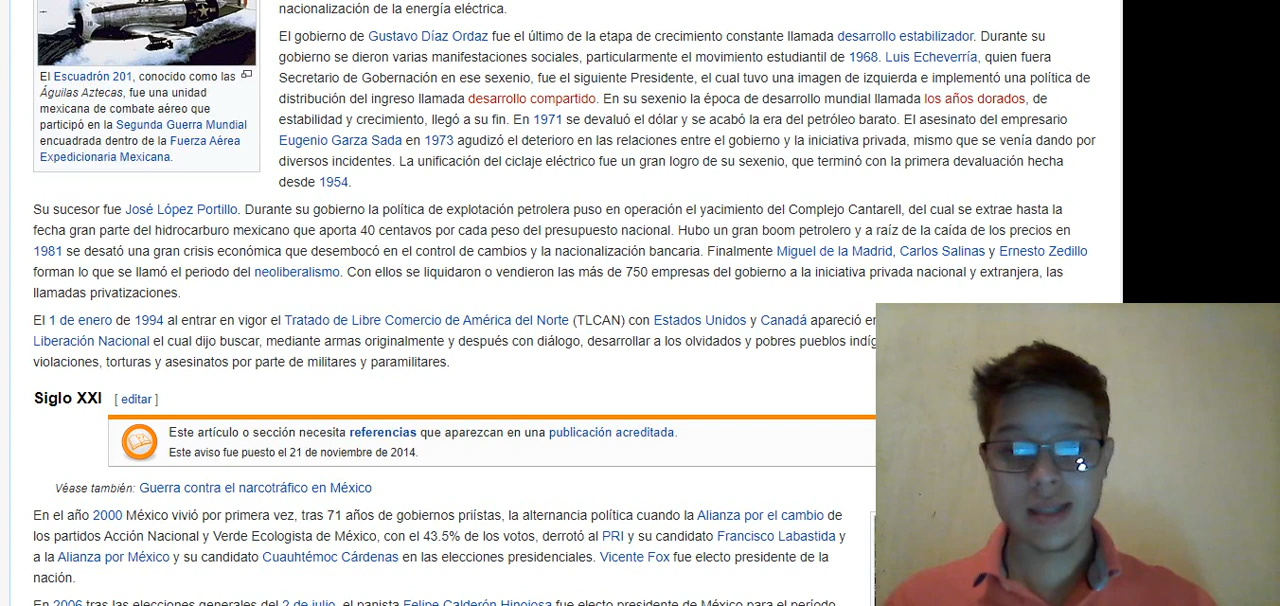 nacionalización de la energía eléctrica.
El gobierno de Gustavo Díaz Ordaz fue el último de la etapa de crecimiento constante llamada desarrollo estabilizador. Durante su
gobierno se dieron varias manifestaciones sociales, particularmente el movimiento estudiantil de 1968. Luis Echeverría, quien fuera
Secretario de Gobernación en ese sexenio, fue el siguiente Presidente, el cual tuvo una imagen de izquierda e implementó una política de
distribución del ingreso llamada desarrollo compartido. En su sexenio la época de desarrollo mundial llamada los años dorados, de
estabilidad y crecimiento, llegó a su fin. En 1971 se devaluó el dólar y se acabó la era del petróleo barato. El asesinato del empresario
Eugenio Garza Sada en 1973 agudizó el deterioro en las relaciones entre el gobierno y la iniciativa privada, mismo que se venía dando por
diversos incidentes. La unificación del ciclaje eléctrico fue un gran logro de su sexenio, que terminó con la primera devaluación hecha
desde 1954.
El Escuadrón 201, conocido como las
Águilas Aztecas, fue una unidad
mexicana de combate aéreo que
participó en la Segunda Guerra Mundial
encuadrada dentro de la Fuerza Aérea
Expedicionaria Mexicana.
Su sucesor fue José López Portillo. Durante su gobierno la política de explotación petrolera puso en operación el yacimiento del Complejo Cantarell, del cual se extrae hasta la
fecha gran parte del hidrocarburo mexicano que aporta 40 centavos por cada peso del presupuesto nacional. Hubo un gran boom petrolero y a raíz de la caída de los precios en
1981 se desató una gran crisis económica que desembocó en el control de cambios y la nacionalización bancaria. Finalmente Miguel de la Madrid, Carlos Salinas y Ernesto Zedillo
forman lo que se llamó el periodo del neoliberalismo. Con ellos se liquidaron o vendieron las más de 750 empresas del gobierno a la iniciativa privada nacional y extranjera, las
llamadas privatizaciones.
El 1 de enero de 1994 al entrar en vigor el Tratado de Libre Comercio de América del Norte (TLCAN) con Estados Unidos y Canadá apareció
Liberación Nacional el cual dijo buscar, mediante armas originalmente y después con diálogo, desarrollar a los olvidados y pobres pueblos
violaciones, torturas y asesinatos por parte de militares y paramilitares.
Siglo XXI [ editar ]
Este artículo o sección necesita referencias que aparezcan en una publicación acreditada.
Este aviso fue puesto el 21 de noviembre de 2014.
Véase también: Guerra contra el narcotráfico en México
En el año 2000 México vivió por primera vez, tras 71 años de gobiernos priístas, la alternancia política cuando la Alianza por el cambio de
los partidos Acción Nacional y Verde Ecologista de México, con el 43.5% de los votos, derrotó al PRI y su candidato Francisco Labastida y
a la Alianza por México y su candidato Cuauhtémoc Cárdenas en las elecciones presidenciales. Vicente Fox fue electo presidente de la
nación.
En 2006 tras las elecciones generales del 2 de julio, el panista Felipe Calderón Hinojosa fue electo presidente de México para el período